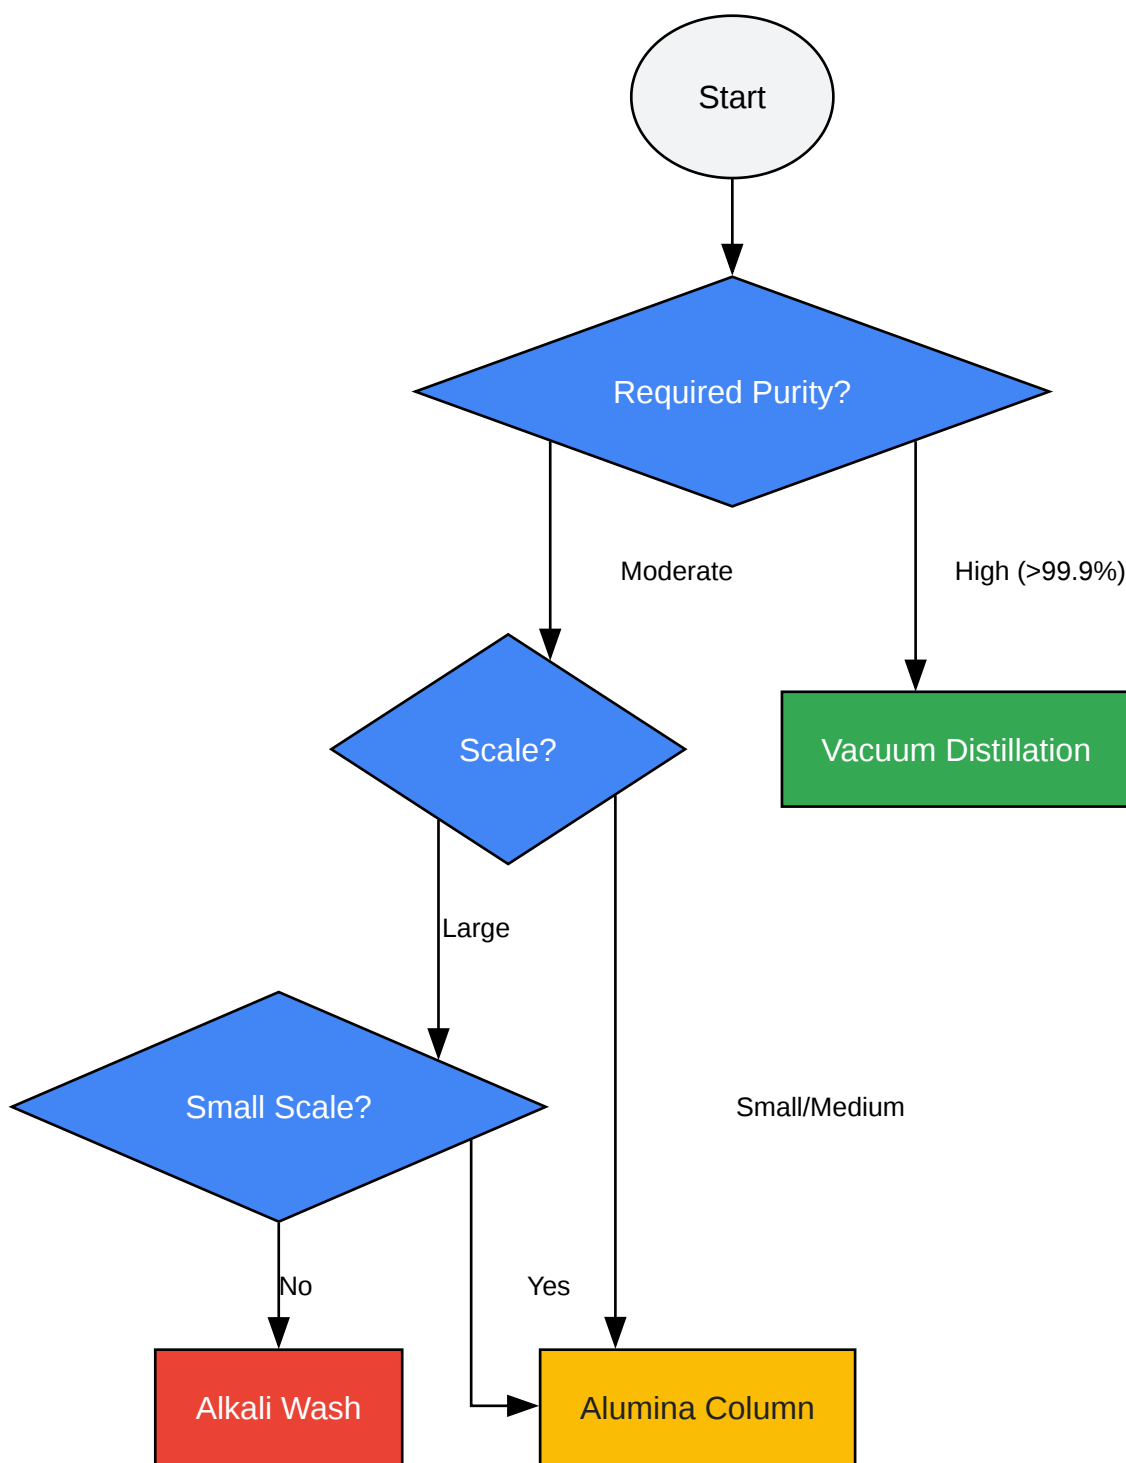 Start
Required Purity?
Moderate
High (>99.9%)
Scale?
Vacuum Distillation
Large
Small Scale?
Small/Medium
No
Yes
Alkali Wash
Alumina Column